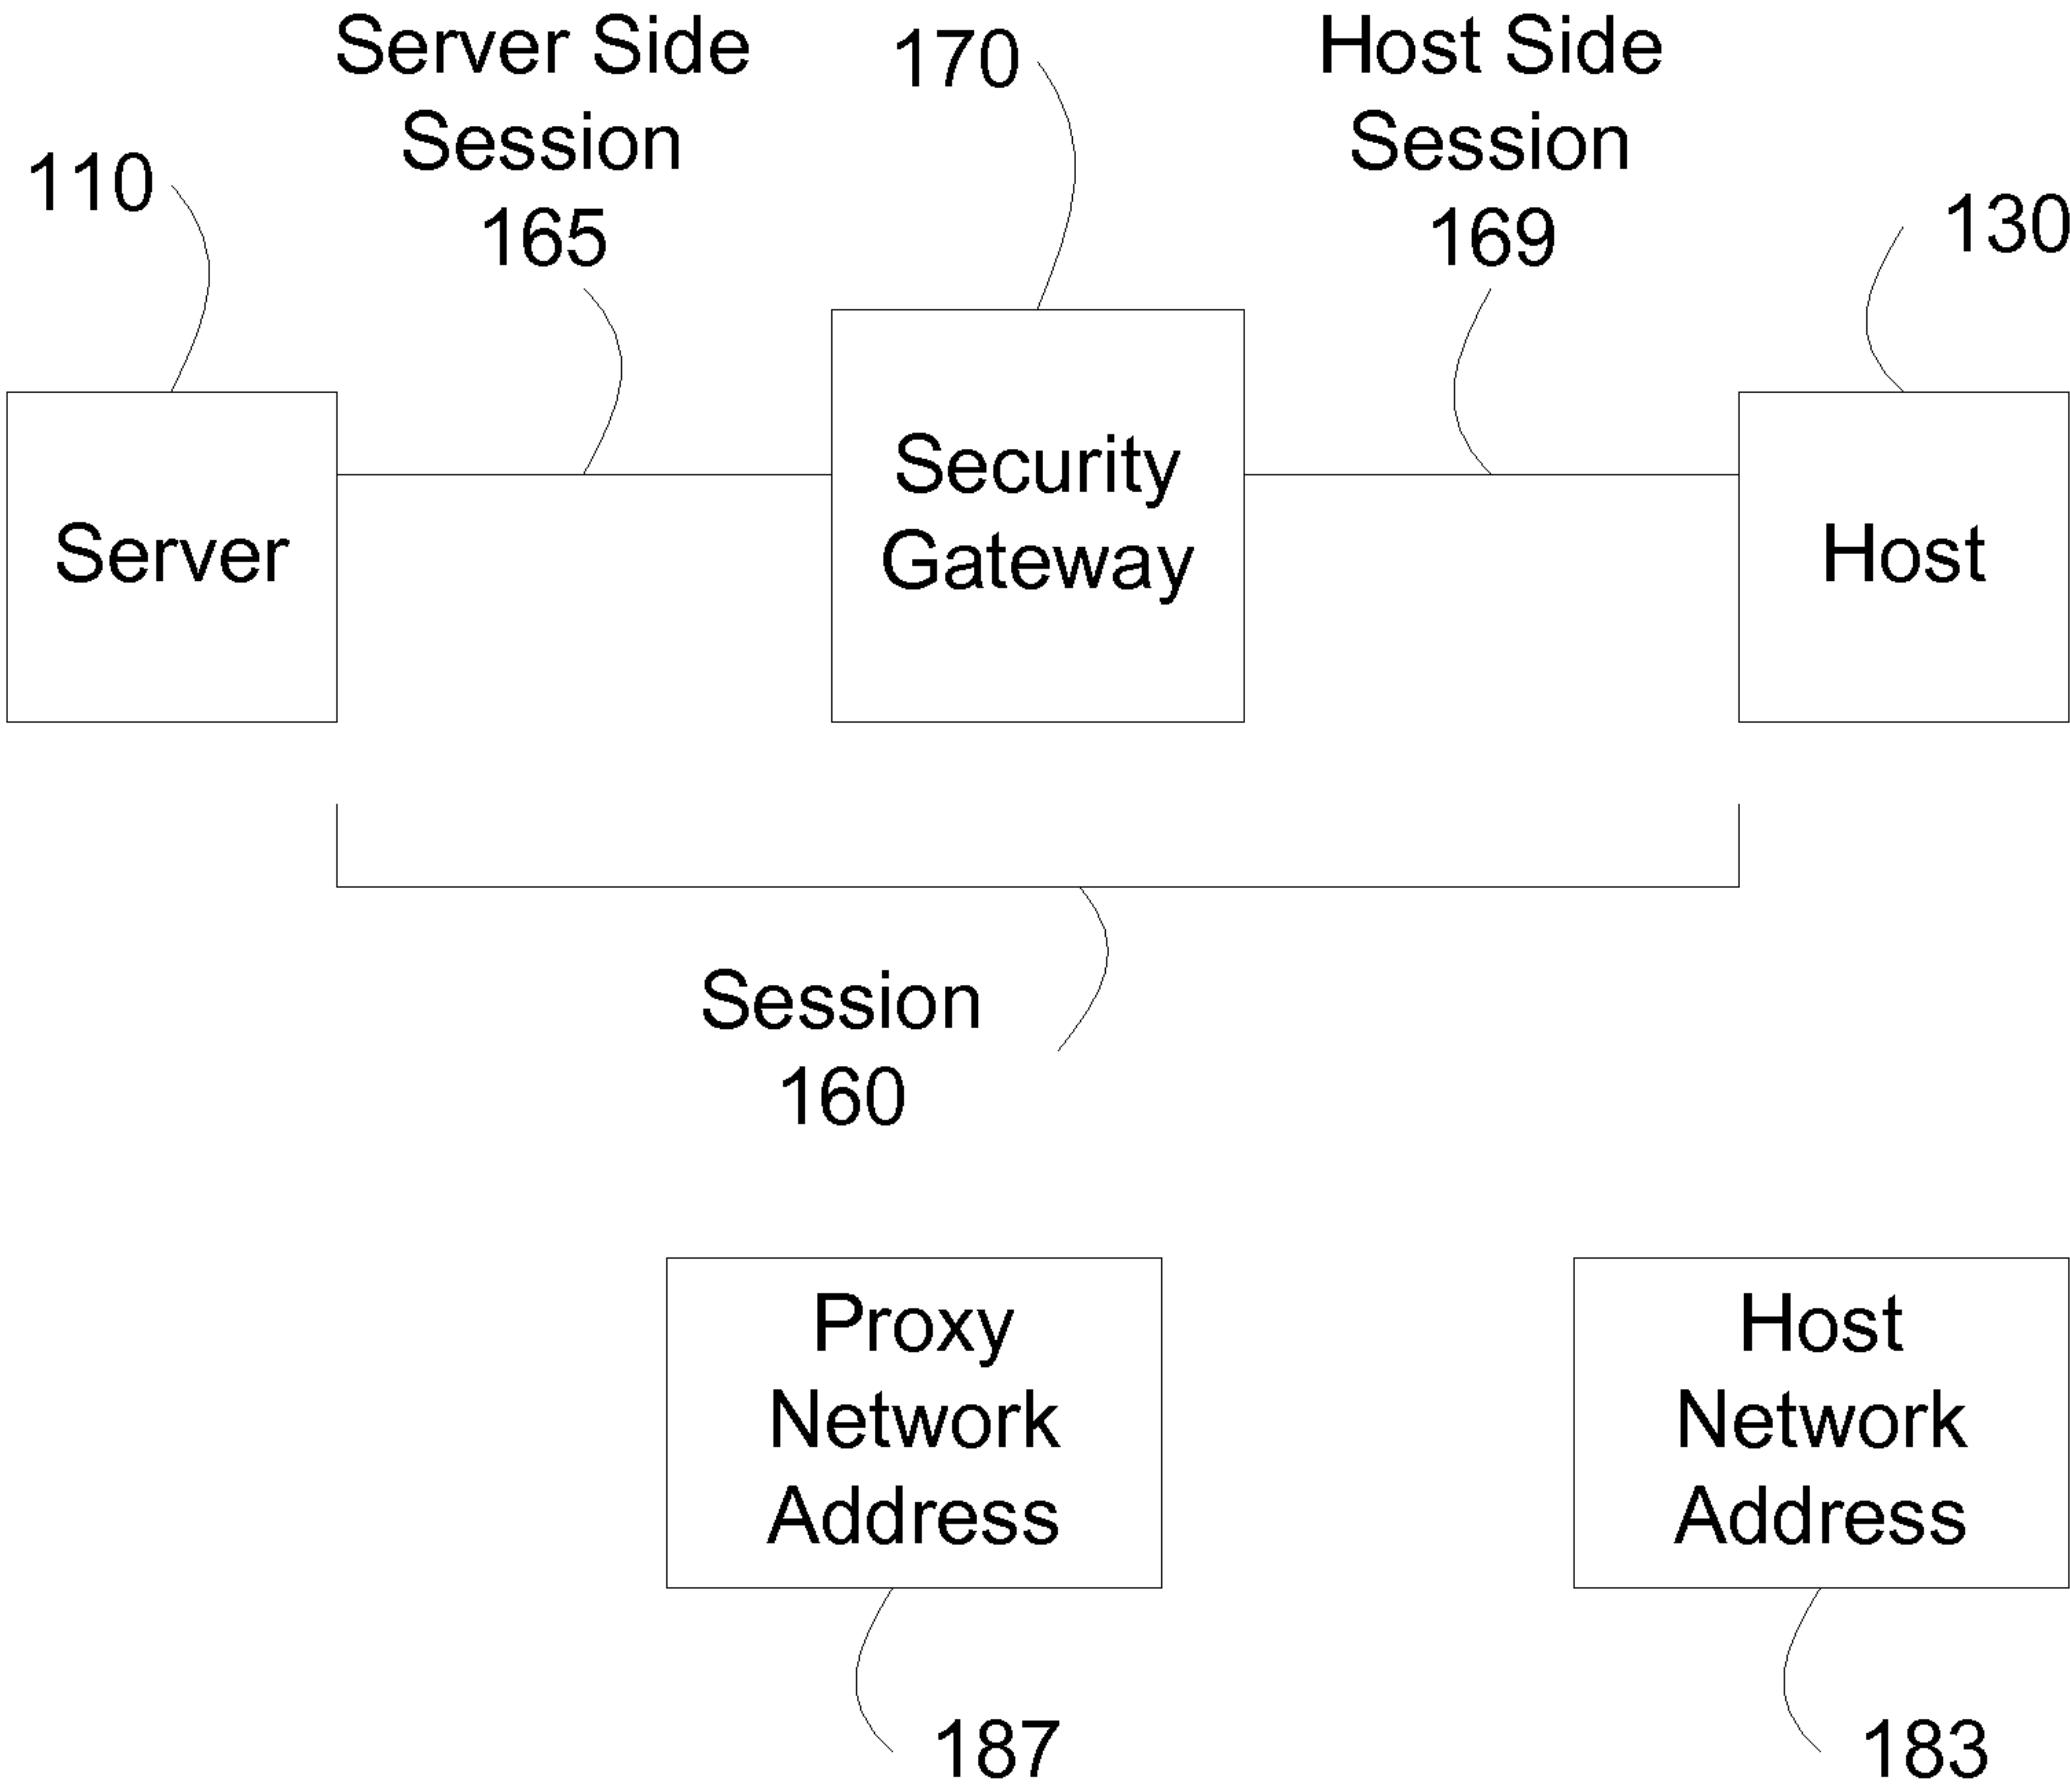 Server Side
Session
165
170
Host Side
Session
169
110
130
Server
Security
Gateway
Host
Session
160
Proxy
Network
Address
Host
Network
Address
187
183